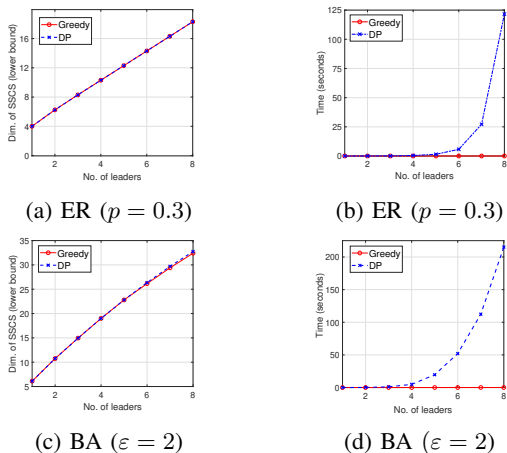 Dim. of SSCS (lower bound)
16
12
8
4
0
2
4
6
8
No. of leaders
Greedy
DP
(a) ER (p = 0.3)
Time (seconds)
125
100
75
50
25
0
2
4
6
8
No. of leaders
Greedy
DP
(b) ER (p = 0.3)
Dim. of SSCS (lower bound)
35
30
25
20
15
10
5
2
4
6
8
No. of leaders
Greedy
DP
(c) BA (ε = 2)
Time (seconds)
200
150
100
50
0
2
4
6
8
No. of leaders
Greedy
DP
(d) BA (ε = 2)